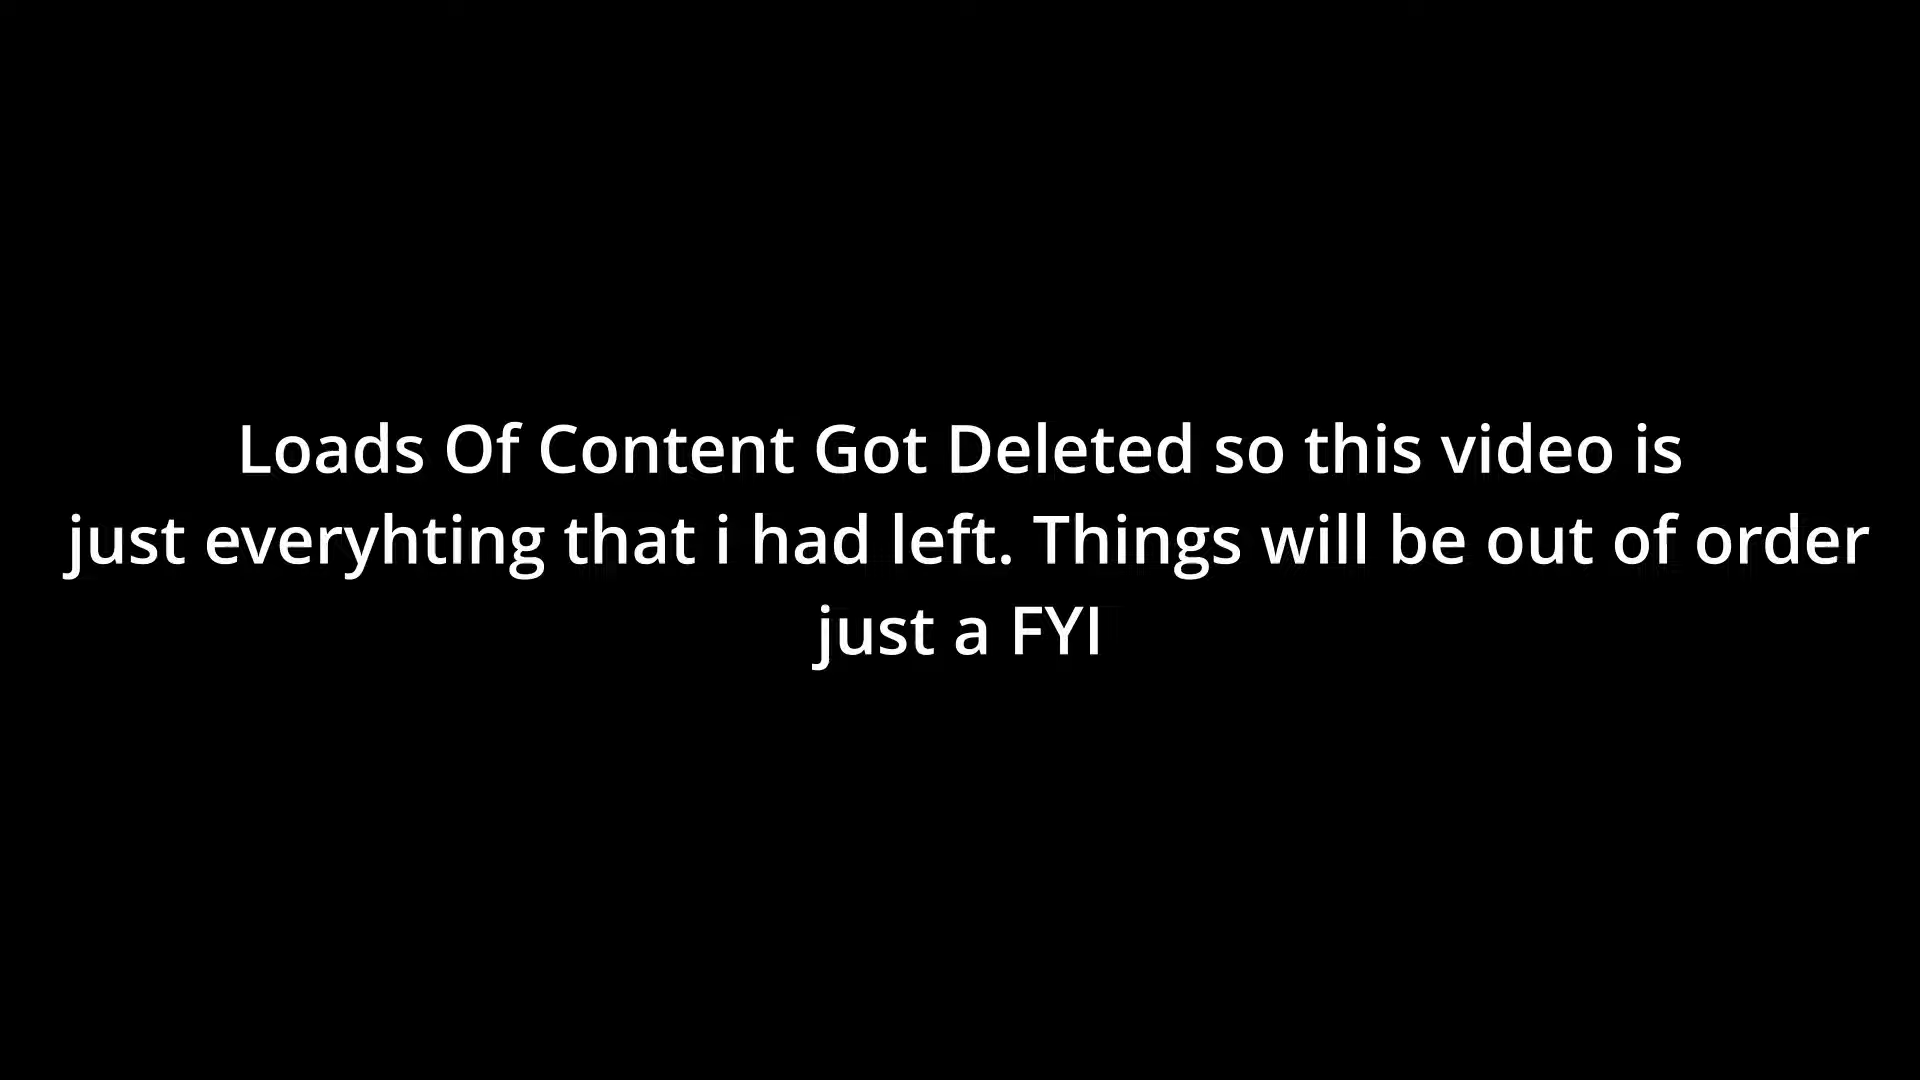 Loads Of Content Got Deleted so this video is
just everyhting that i had left. Things will be out of order
just a FYI